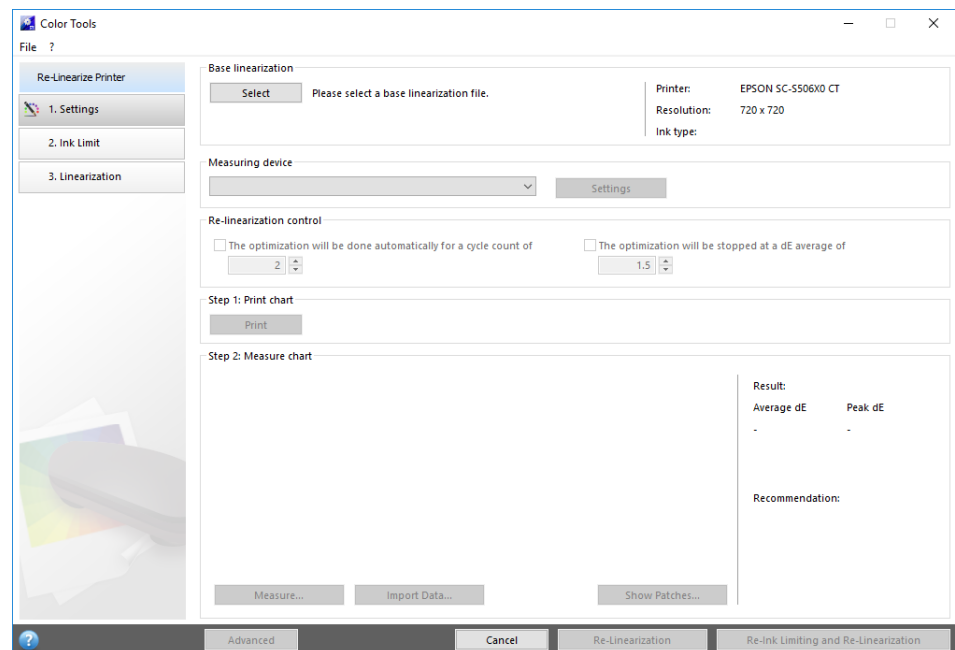 Color Tools
File ?
Re-Linearize Printer
1. Settings
2. Ink Limit
3. Linearization
Base linearization
Select Please select a base linearization file.
Printer: EPSON SC-S506X0 CT
Resolution: 720 x 720
Ink type:
Measuring device
Settings
Re-linearization control
The optimization will be done automatically for a cycle count of
2
The optimization will be stopped at a dE average of
1.5
Step 1: Print chart
Print
Step 2: Measure chart
Result:
Average dE Peak dE
- -
Recommendation:
Measure... Import Data... Show Patches...
? Advanced Cancel Re-Linearization Re-Ink Limiting and Re-Linearization